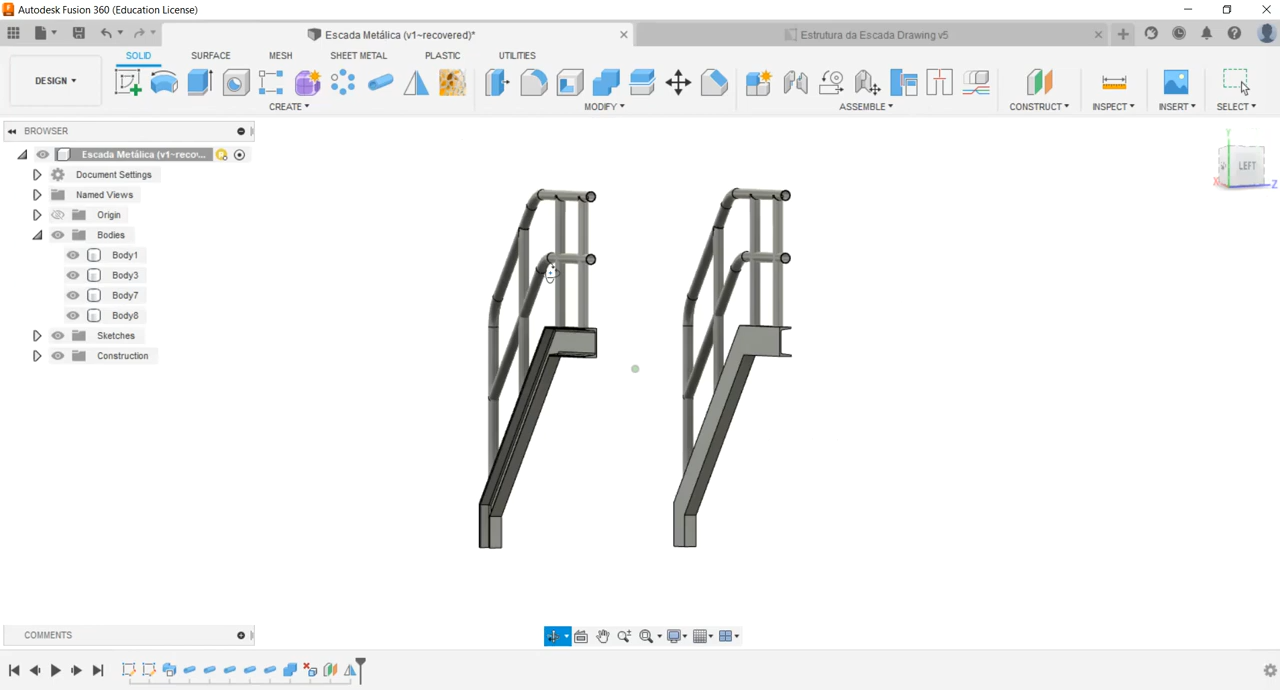 Autodesk Fusion 360 (Education License)
Escada Metálica (v1~recovered)*
Estrutura da Escada Drawing v5
SOLID
SURFACE
MESH
SHEET METAL
PLASTIC
UTILITIES
DESIGN
CREATE
MODIFY
ASSEMBLE
CONSTRUCT
INSPECT
INSERT
SELECT
BROWSER
Escada Metálica (v1~reco...
Document Settings
Named Views
Origin
Bodies
Body1
Body3
Body7
Body8
Sketches
Construction
Y
LEFT
X
Z
COMMENTS